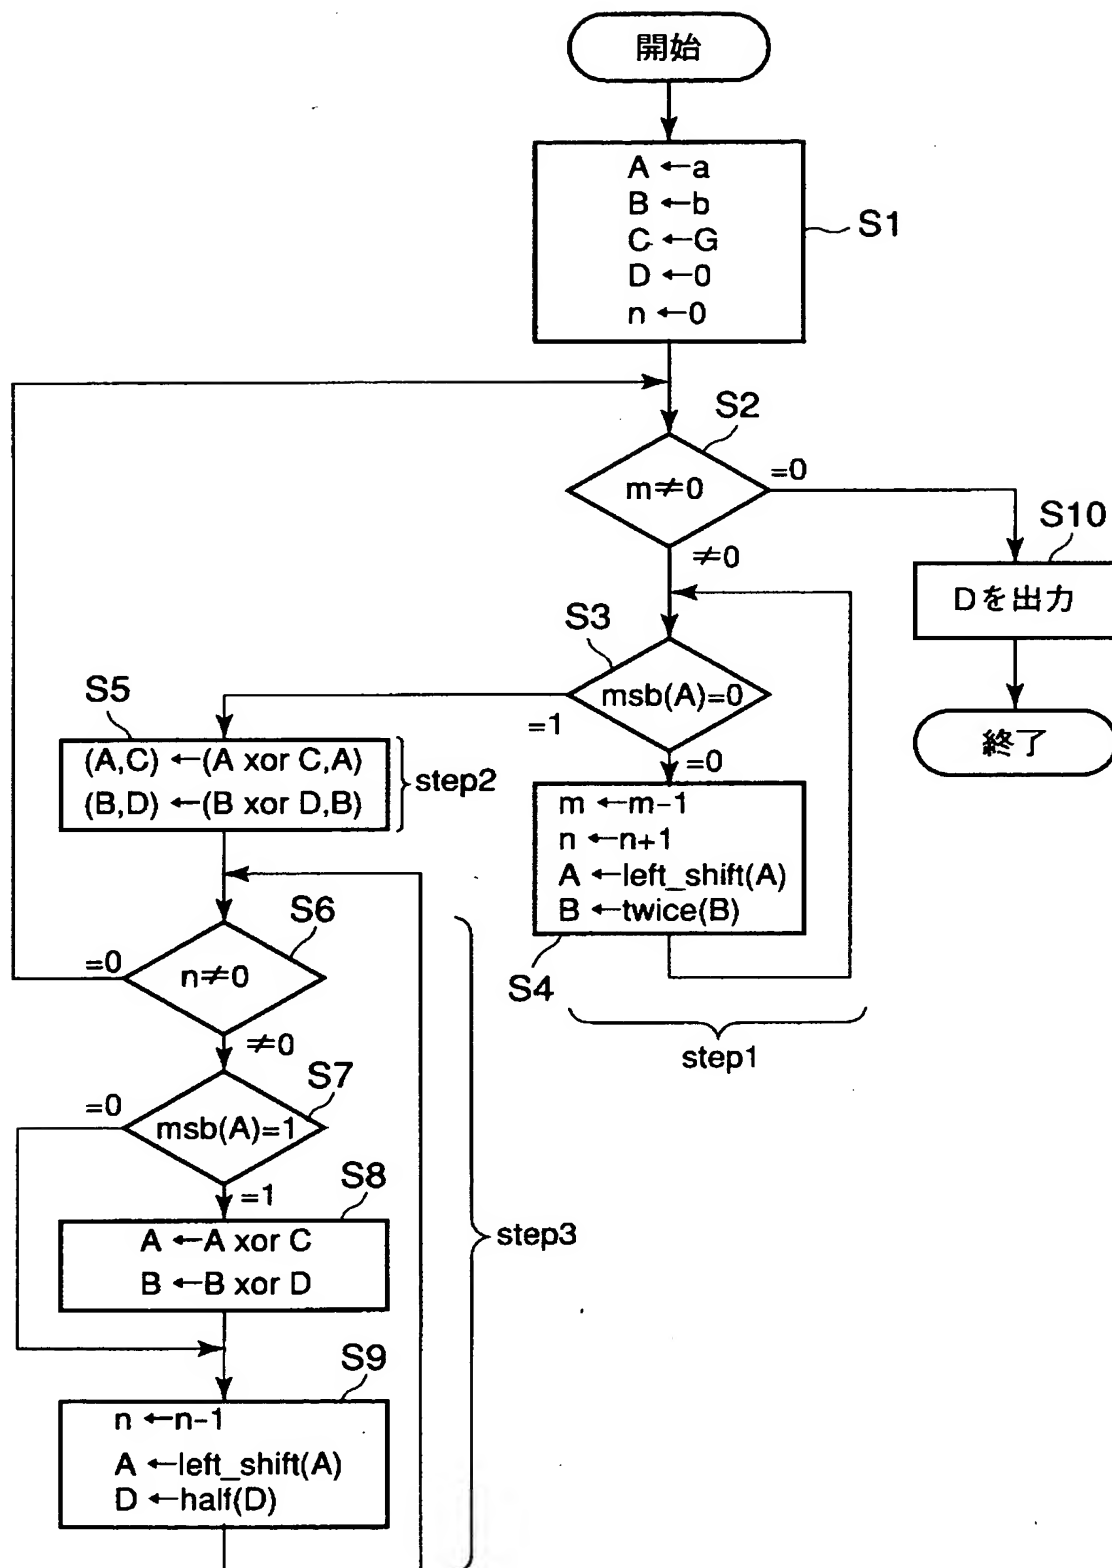 開始
A ←a
B ←b
C ←G
D ←0
n ←0
S1
S2
m≠0
=0
≠0
S10
Dを出力
終了
S3
msb(A)=0
=1
=0
S5
(A,C) ←(A xor C,A)
(B,D) ←(B xor D,B)
step2
m ←m-1
n ←n+1
A ←left_shift(A)
B ←twice(B)
S4
step1
S6
n≠0
=0
≠0
S7
msb(A)=1
=0
=1
S8
A ←A xor C
B ←B xor D
step3
S9
n ←n-1
A ←left_shift(A)
D ←half(D)